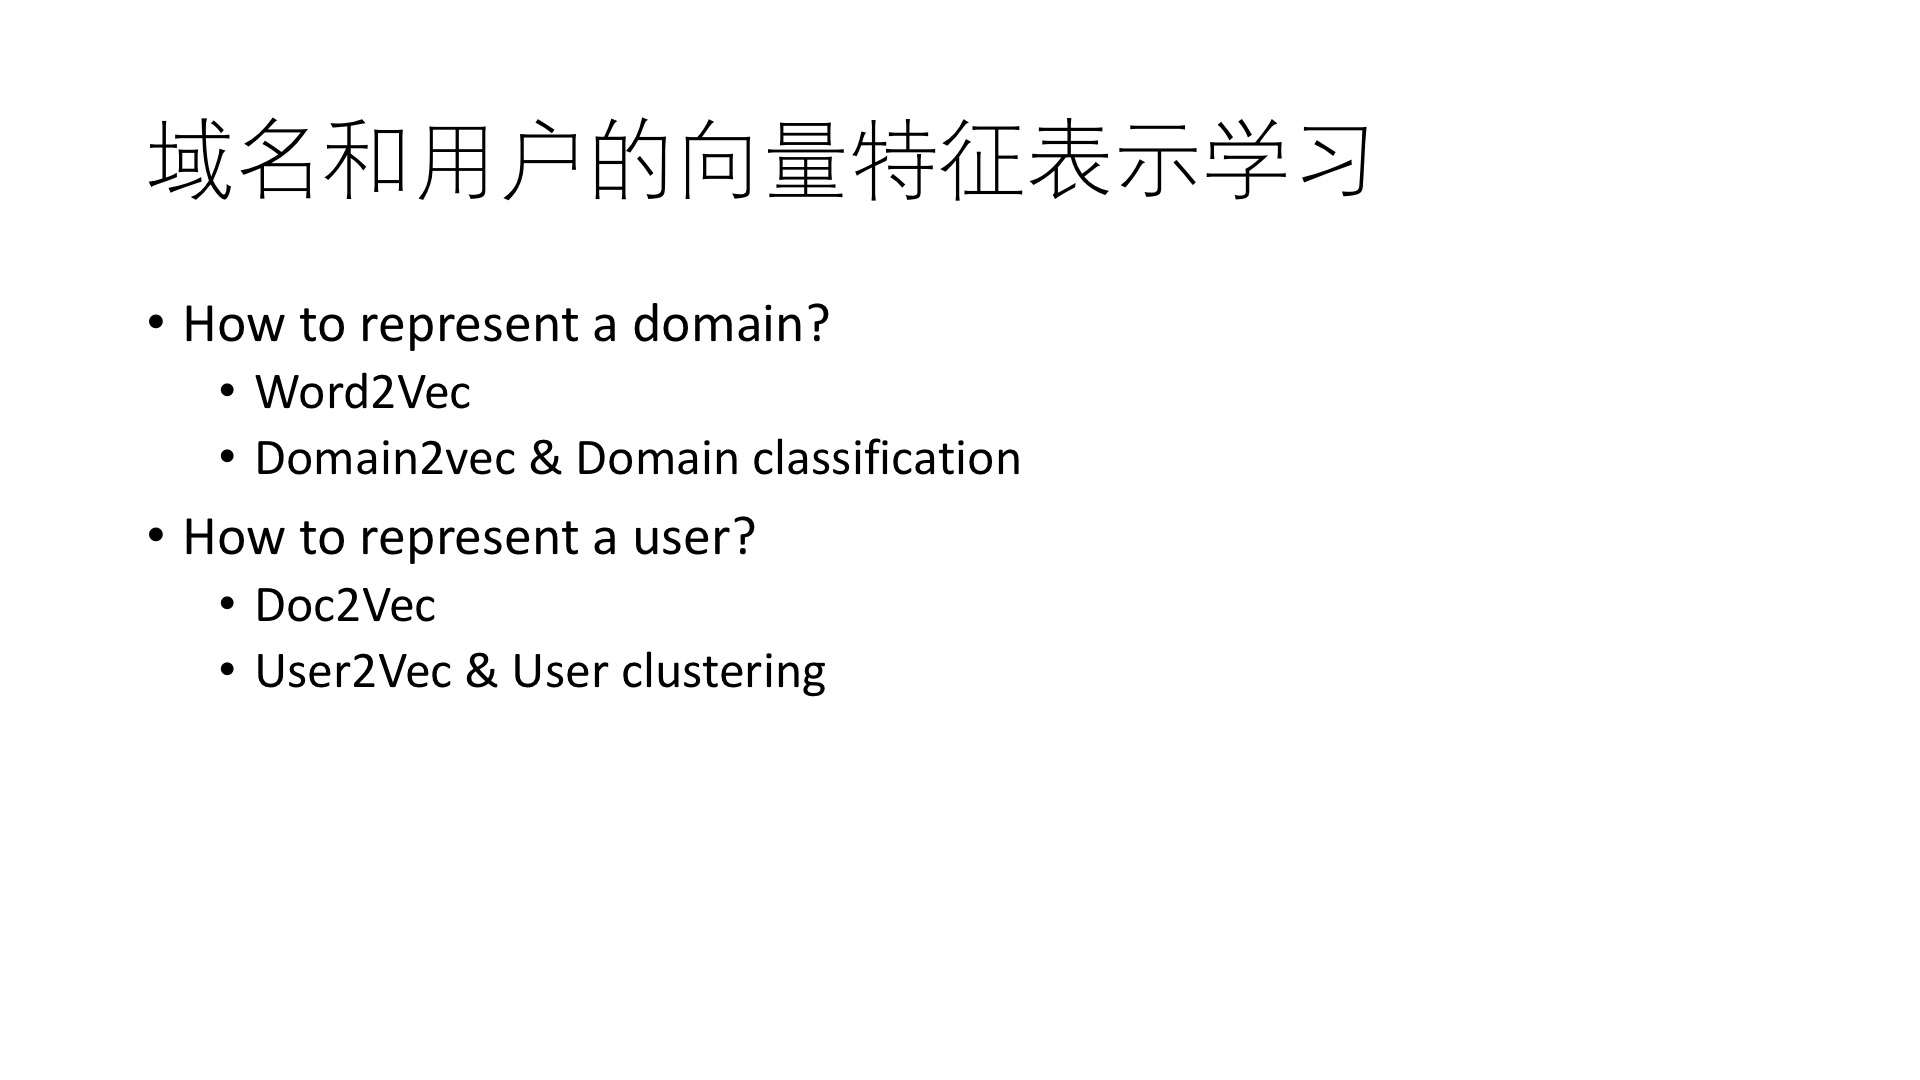 域名和用户的向量特征表示学习
• How to represent a domain?
• Word2Vec
• Domain2vec & Domain classification
• How to represent a user?
• Doc2Vec
• User2Vec & User clustering